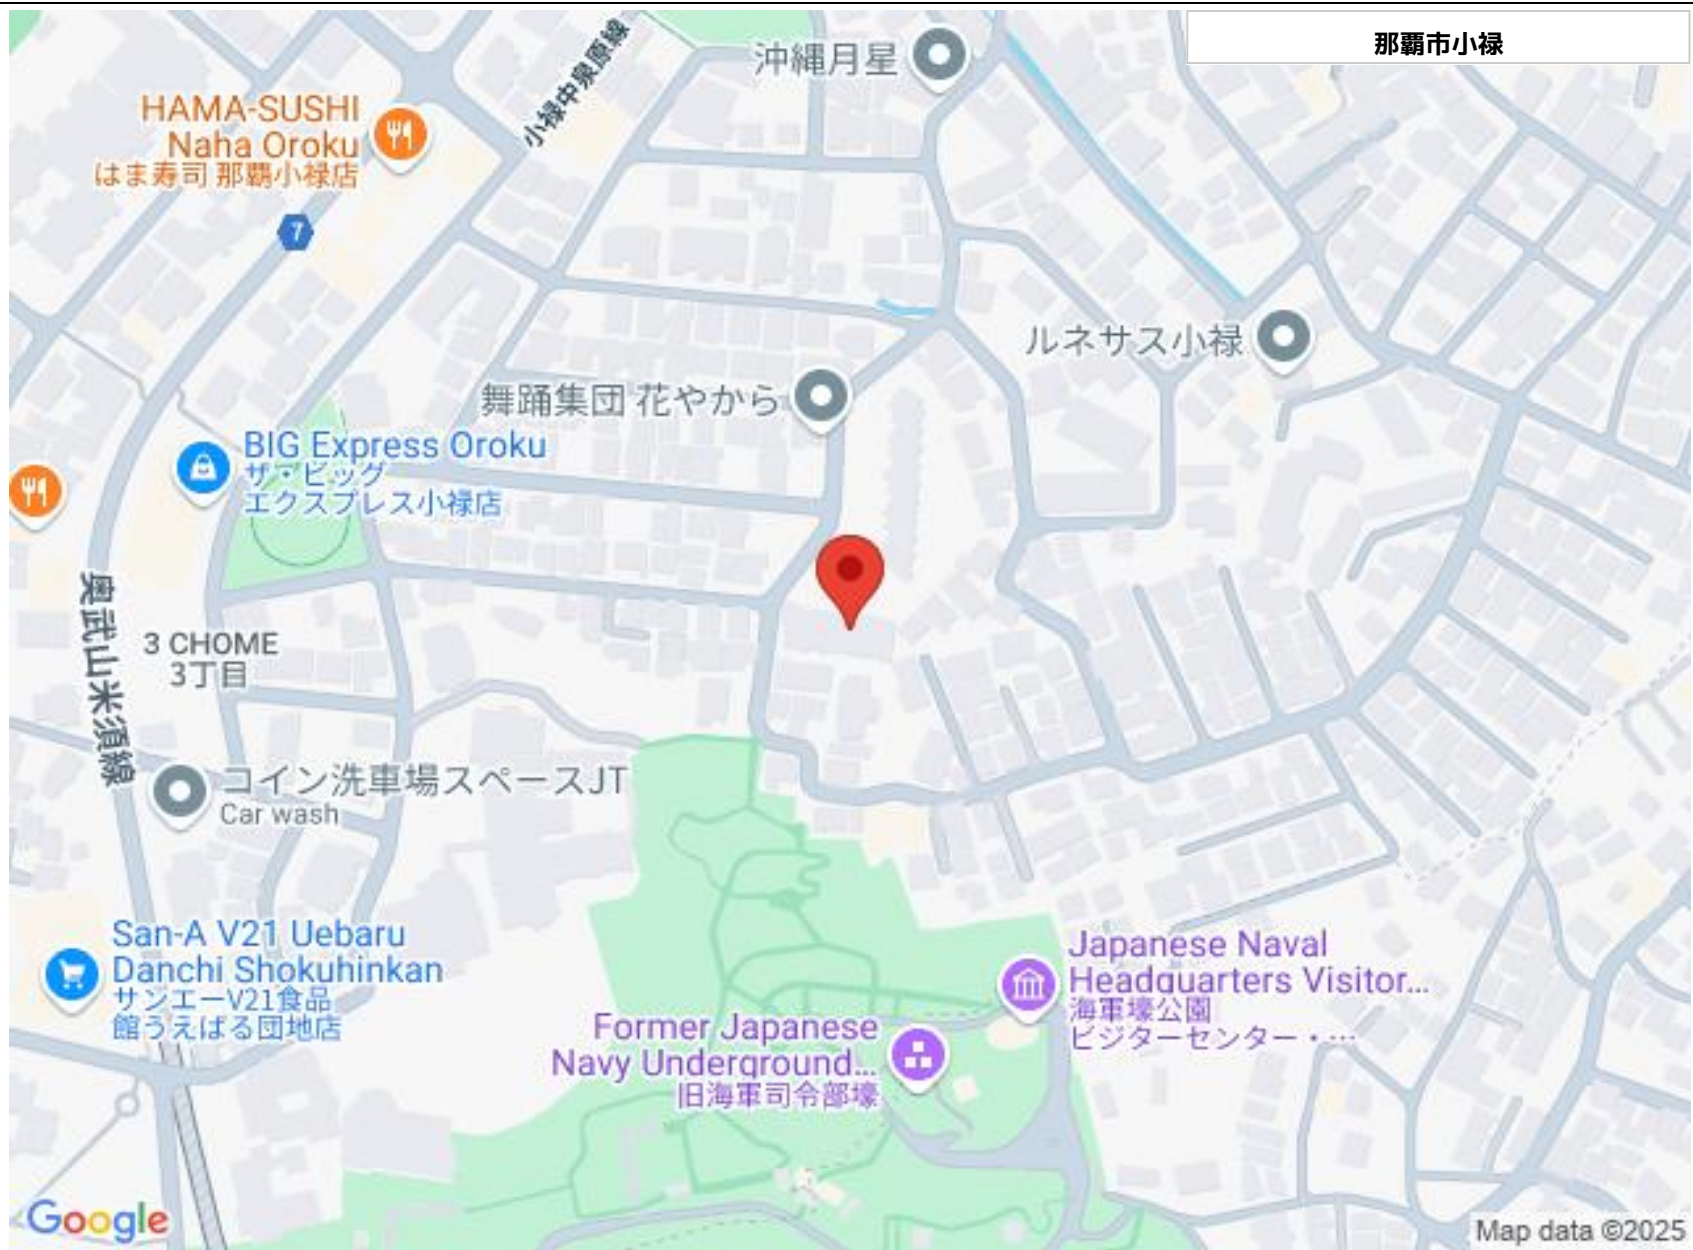 那覇市小禄
沖縄月星
小禄中泉原線
HAMA-SUSHI
Naha Oroku
はま寿司 那覇小禄店
7
ルネサス小禄
舞踊集団 花やから
BIG Express Oroku
ザ・ビッグ
エクスプレス小禄店
奥武山米須線
3 CHOME
3丁目
コイン洗車場スペースJT
Car wash
San-A V21 Uebaru
Danchi Shokuhinkan
サンエーV21食品
館うえばる団地店
Japanese Naval
Headquarters Visitor...
海軍壕公園
ビジターセンター・…
Former Japanese
Navy Underground...
旧海軍司令部壕
Google
Map data ©2025